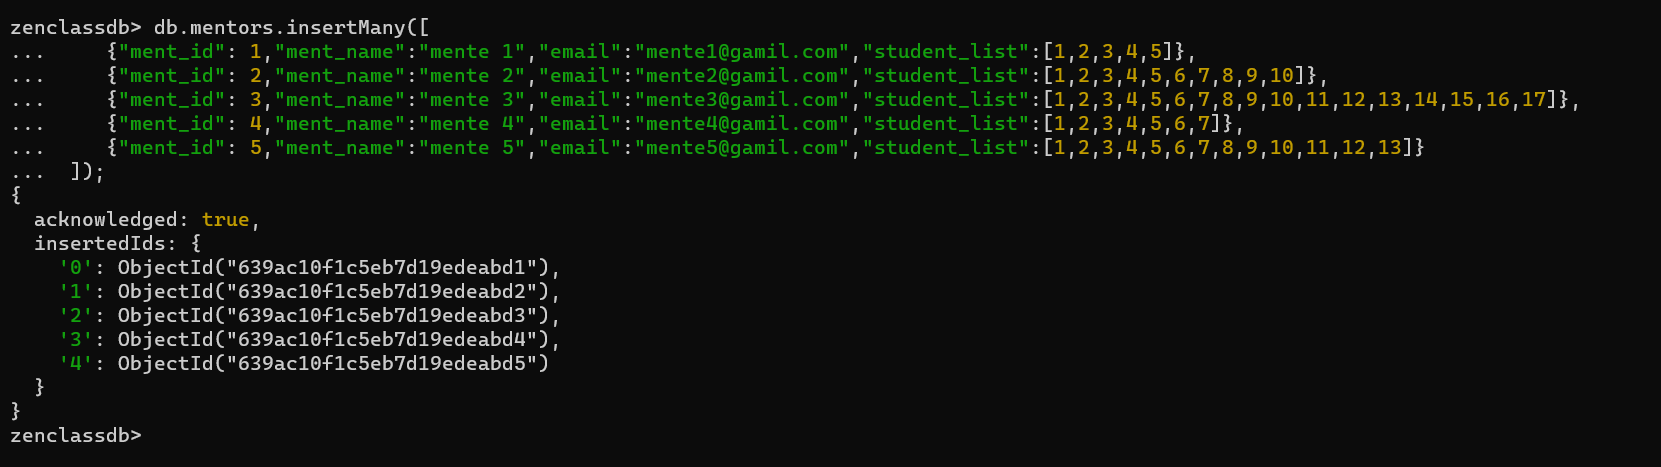 zenclassdb> db.mentors.insertMany([
...     {"ment_id": 1,"ment_name":"mente 1","email":"mente1@gamil.com","student_list":[1,2,3,4,5]},
...     {"ment_id": 2,"ment_name":"mente 2","email":"mente2@gamil.com","student_list":[1,2,3,4,5,6,7,8,9,10]},
...     {"ment_id": 3,"ment_name":"mente 3","email":"mente3@gamil.com","student_list":[1,2,3,4,5,6,7,8,9,10,11,12,13,14,15,16,17]},
...     {"ment_id": 4,"ment_name":"mente 4","email":"mente4@gamil.com","student_list":[1,2,3,4,5,6,7]},
...     {"ment_id": 5,"ment_name":"mente 5","email":"mente5@gamil.com","student_list":[1,2,3,4,5,6,7,8,9,10,11,12,13]}
...  ]);
{
  acknowledged: true,
  insertedIds: {
    '0': ObjectId("639ac10f1c5eb7d19edeabd1"),
    '1': ObjectId("639ac10f1c5eb7d19edeabd2"),
    '2': ObjectId("639ac10f1c5eb7d19edeabd3"),
    '3': ObjectId("639ac10f1c5eb7d19edeabd4"),
    '4': ObjectId("639ac10f1c5eb7d19edeabd5")
  }
}
zenclassdb>